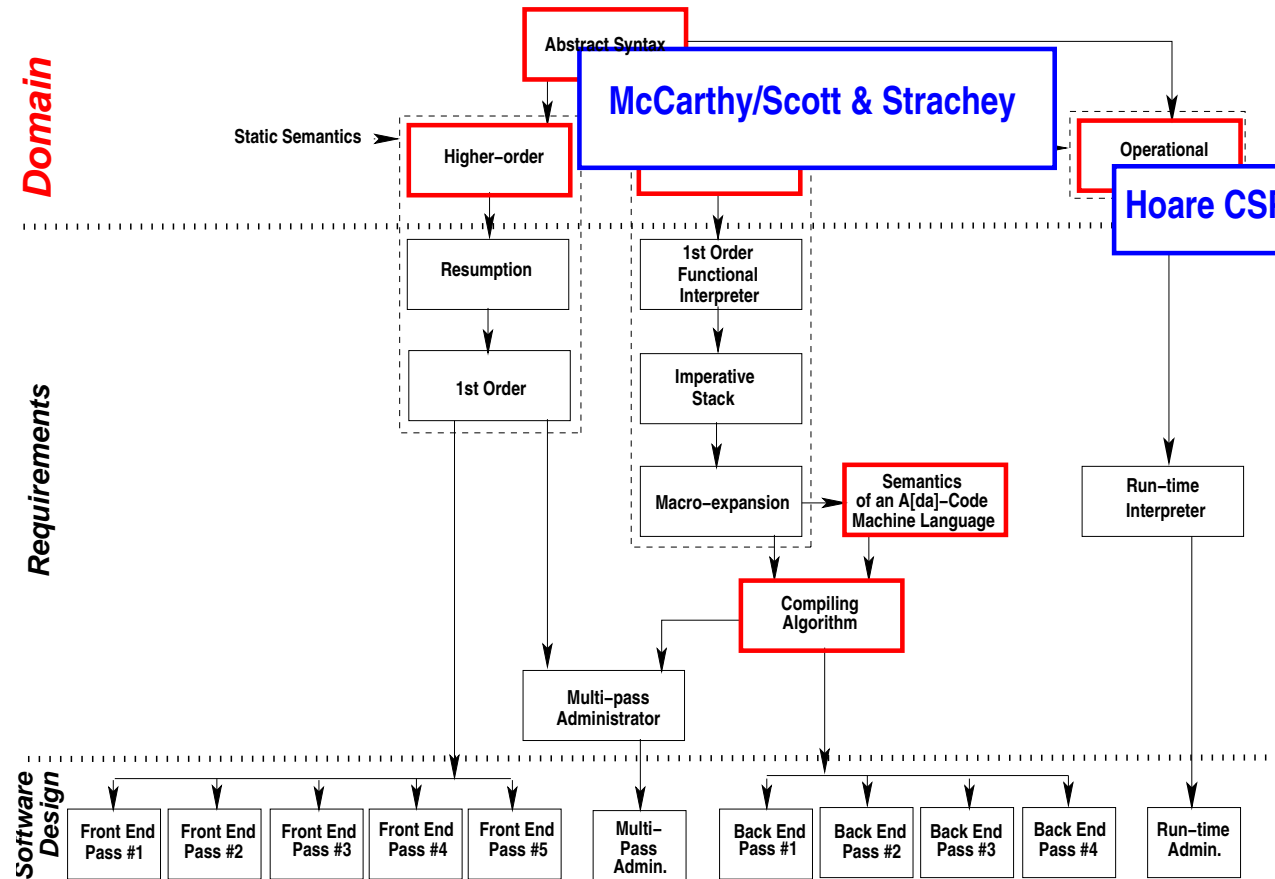 Domain
Abstract Syntax
McCarthy/Scott & Strachey
Static Semantics
Higher−order
Operational
Hoare CSP
Requirements
Resumption
1st Order
Functional
Interpreter
1st Order
Imperative
Stack
Macro−expansion
Semantics
of an A[da]−Code
Machine Language
Run−time
Interpreter
Compiling
Algorithm
Multi−pass
Administrator
Software
Design
Front End
Pass #1
Front End
Pass #2
Front End
Pass #3
Front End
Pass #4
Front End
Pass #5
Multi−
Pass
Admin.
Back End
Pass #1
Back End
Pass #2
Back End
Pass #3
Back End
Pass #4
Run−time
Admin.